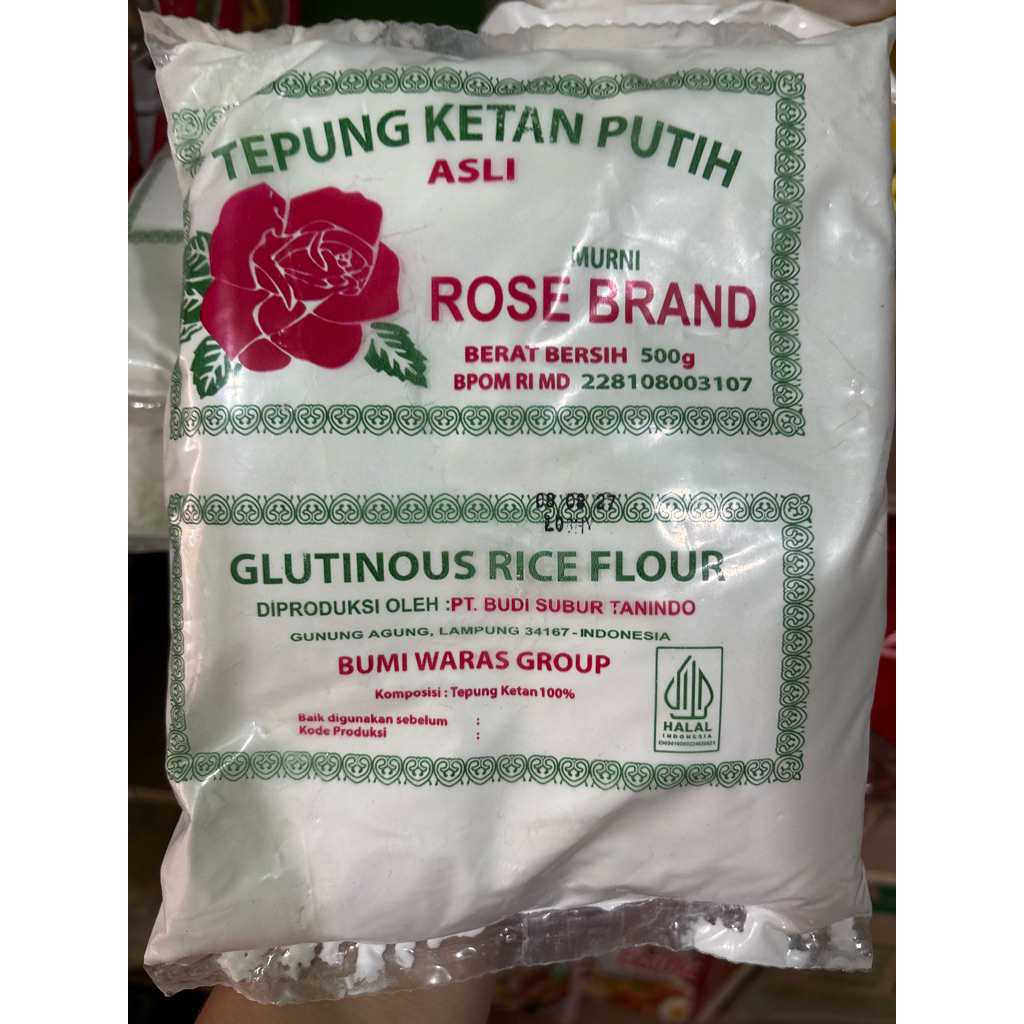 TEPUNG KETAN PUTIH
ASLI
MURNI
ROSE BRAND
BERAT BERSIH 500g
BPOM RI MD 228108003107
GLUTINOUS RICE FLOUR
DIPRODUKSI OLEH :PT. BUDI SUBUR TANINDO
GUNUNG AGUNG, LAMPUNG 34167 - INDONESIA
BUMI WARAS GROUP
Komposisi : Tepung Ketan 100%
Baik digunakan sebelum :
Kode Produksi :
HALAL
INDONESIA